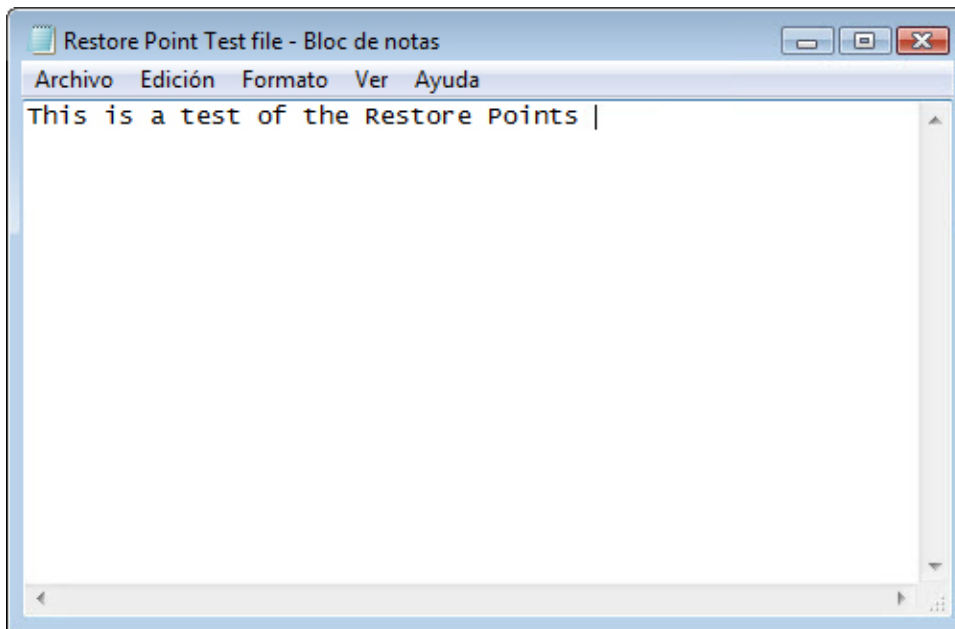 Restore Point Test file - Bloc de notas
Archivo Edición Formato Ver Ayuda
This is a test of the Restore Points